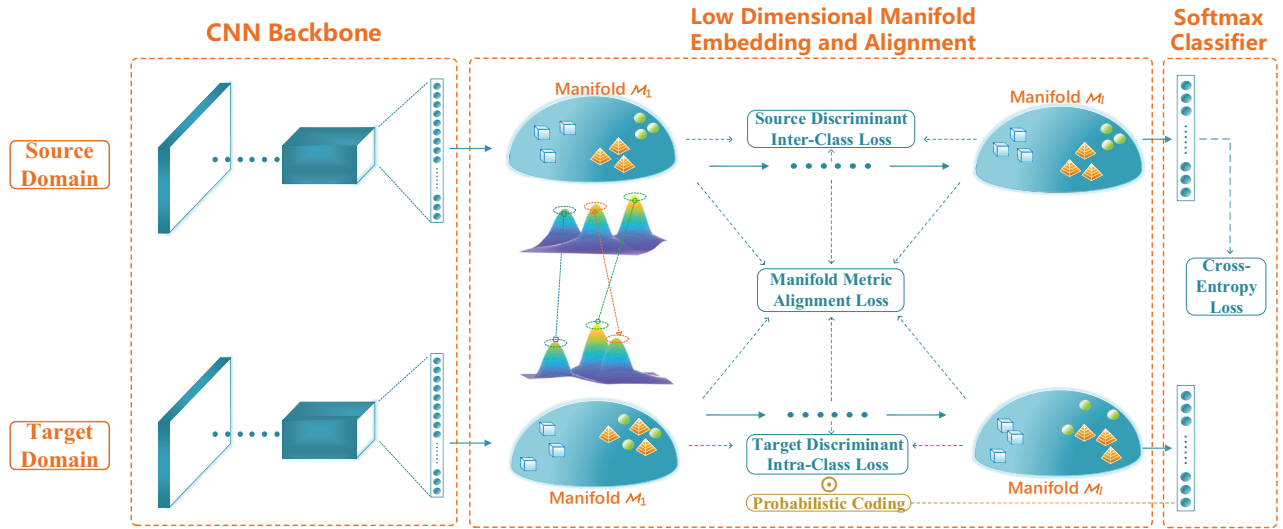 CNN Backbone
Low Dimensional Manifold
Embedding and Alignment
Softmax
Classifier
Source
Domain
Manifold ℳ₁
Source Discriminant
Inter-Class Loss
Manifold ℳₗ
Manifold Metric
Alignment Loss
Cross-
Entropy
Loss
Target
Domain
Manifold ℳ₁
Target Discriminant
Intra-Class Loss
Manifold ℳₗ
Probabilistic Coding